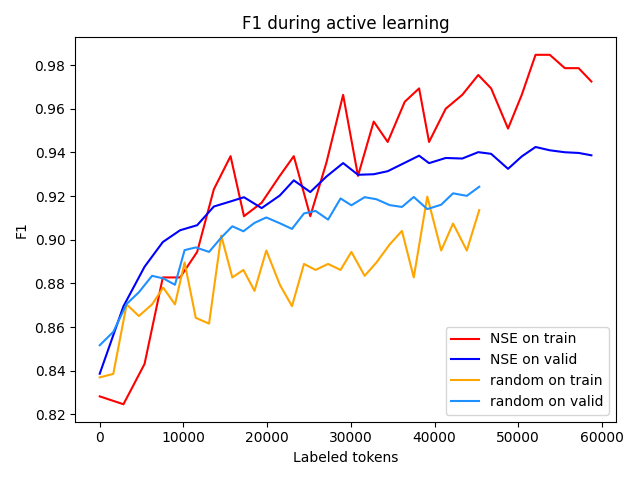 F1 during active learning
0.98
0.96
0.94
0.92
0.90
0.88
0.86
0.84
0.82
F1
0
10000
20000
30000
40000
50000
60000
Labeled tokens
NSE on train
NSE on valid
random on train
random on valid